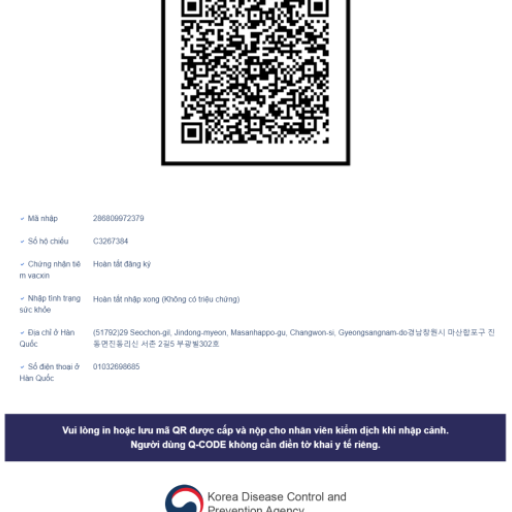 ✓ Mã nhập 286809972379
✓ Số hộ chiếu C3267384
✓ Chứng nhận tiê Hoàn tất đăng ký
m vacxin
✓ Nhập tình trạng Hoàn tất nhập xong (Không có triệu chứng)
sức khỏe
✓ Địa chỉ ở Hàn (51792)29 Seochon-gil, Jindong-myeon, Masanhappo-gu, Changwon-si, Gyeongsangnam-do경남창원시 마산합포구 진
Quốc 동면진동리신 서촌 2길5 부광빌302호
✓ Số điện thoại ở 01032698685
Hàn Quốc
Vui lòng in hoặc lưu mã QR được cấp và nộp cho nhân viên kiểm dịch khi nhập cảnh.
Người dùng Q-CODE không cần điền tờ khai y tế riêng.
Korea Disease Control and
Prevention Agency